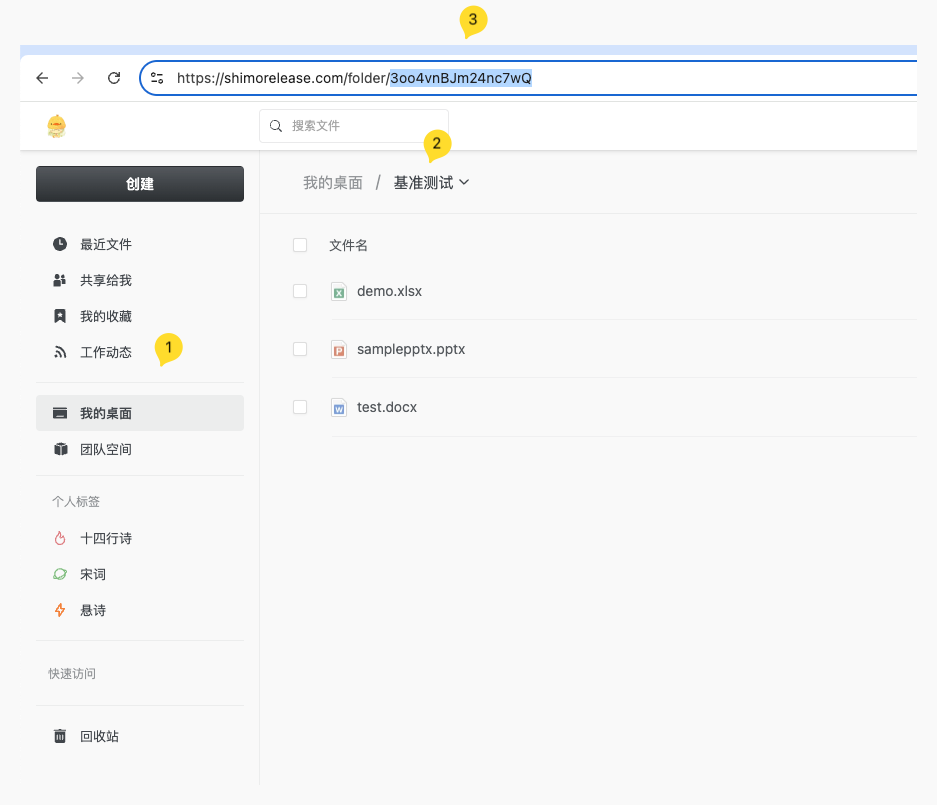 3
https://shimorelease.com/folder/3oo4vnBJm24nc7wQ
搜索文件
2
创建
我的桌面 / 基准测试
最近文件
共享给我
我的收藏
工作动态
1
我的桌面
团队空间
个人标签
十四行诗
宋词
悬诗
快速访问
回收站
文件名
demo.xlsx
samplepptx.pptx
test.docx